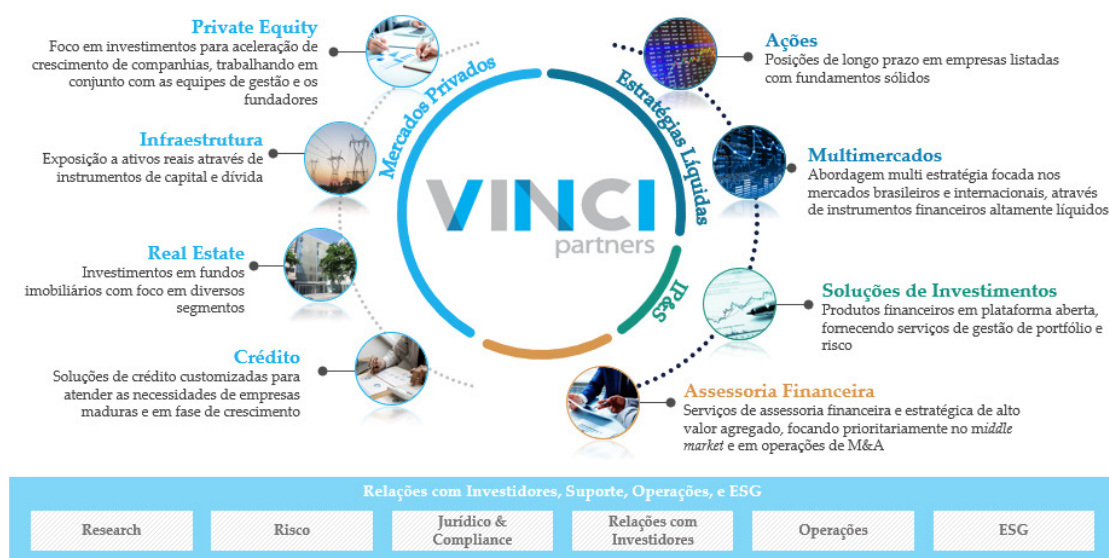 Private Equity
Foco em investimentos para aceleração de
crescimento de companhias, trabalhando em
conjunto com as equipes de gestão e os
fundadores
Infraestrutura
Exposição a ativos reais através de
instrumentos de capital e dívida
Real Estate
Investimentos em fundos
imobiliários com foco em diversos
segmentos
Crédito
Soluções de crédito customizadas para
atender as necessidades de empresas
maduras e em fase de crescimento
Mercados Privados
VINCI
partners
Estratégias Líquidas
IP&S
Ações
Posições de longo prazo em empresas listadas
com fundamentos sólidos
Multimercados
Abordagem multi estratégia focada nos
mercados brasileiros e internacionais, através
de instrumentos financeiros altamente líquidos
Soluções de Investimentos
Produtos financeiros em plataforma aberta,
fornecendo serviços de gestão de portfólio e
risco
Assessoria Financeira
Serviços de assessoria financeira e estratégica de alto
valor agregado, focando prioritariamente no middle
market e em operações de M&A
Relações com Investidores, Suporte, Operações, e ESG
Research
Risco
Jurídico &
Compliance
Relações com
Investidores
Operações
ESG